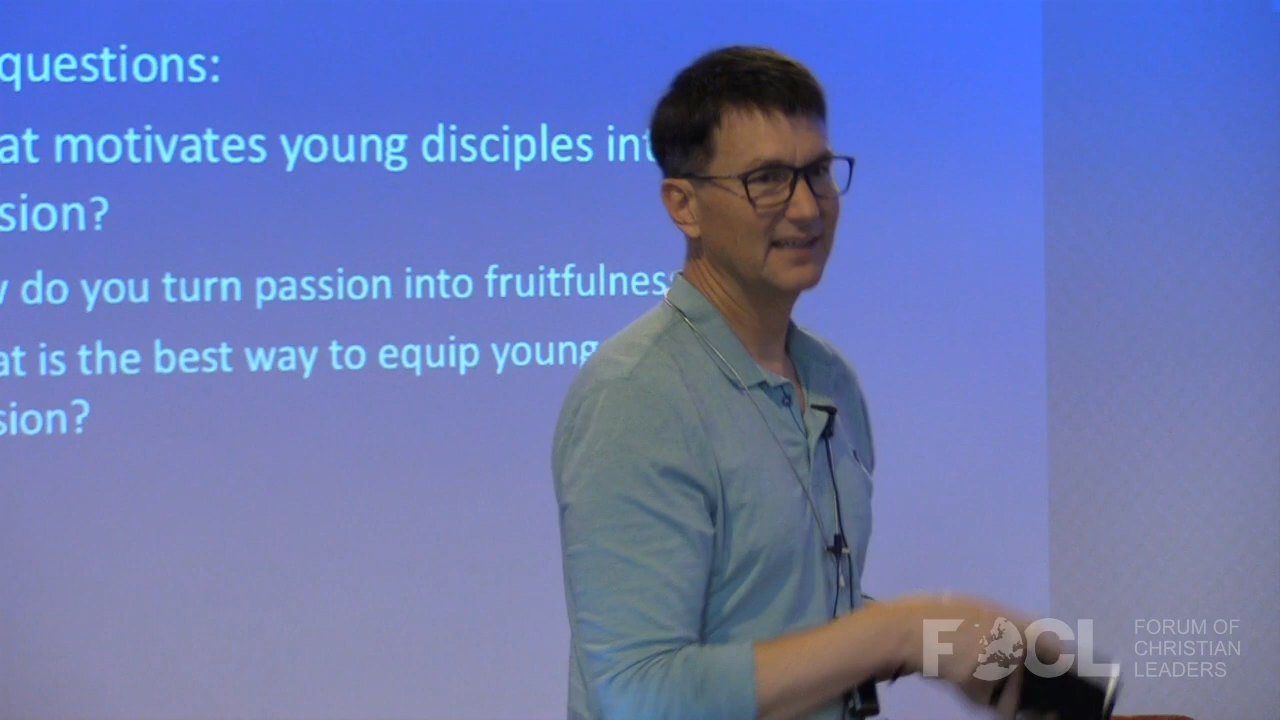 questions:
at motivates young disciples int
sion?
do you turn passion into fruitfulness
at is the best way to equip young
sion?
FOCL
FORUM OF
CHRISTIAN
LEADERS